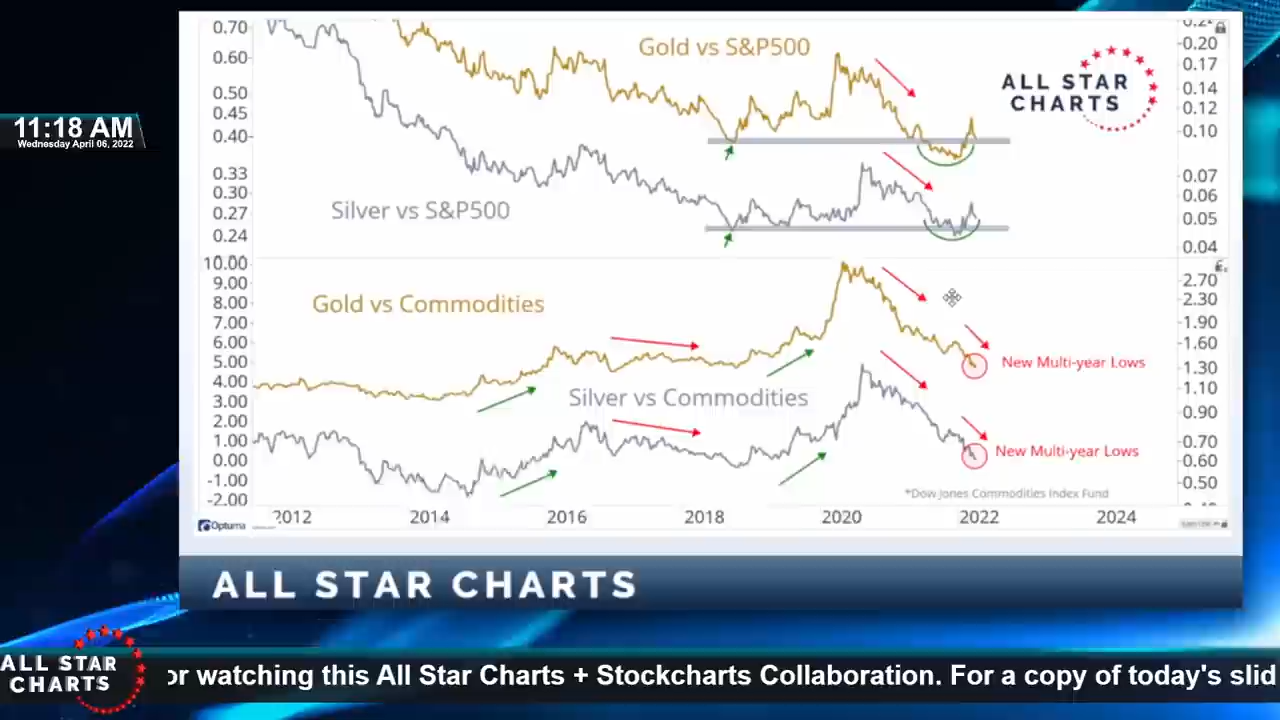 11:18 AM
Wednesday April 06, 2022
Gold vs S&P500
ALL STAR
CHARTS
0.70
0.60
0.50
0.45
0.40
0.33
0.30
0.27
0.24
0.20
0.17
0.14
0.12
0.10
0.07
0.06
0.05
0.04
Silver vs S&P500
10.00
9.00
8.00
7.00
6.00
5.00
4.00
3.00
2.00
1.00
0.00
-1.00
-2.00
2.70
2.30
1.90
1.60
1.30
1.10
0.90
0.70
0.60
0.50
Gold vs Commodities
New Multi-year Lows
Silver vs Commodities
New Multi-year Lows
*Dow Jones Commodities Index Fund
2012 2014 2016 2018 2020 2022 2024
Optuma
ALL STAR CHARTS
ALL STAR
CHARTS
or watching this All Star Charts + Stockcharts Collaboration. For a copy of today's slid